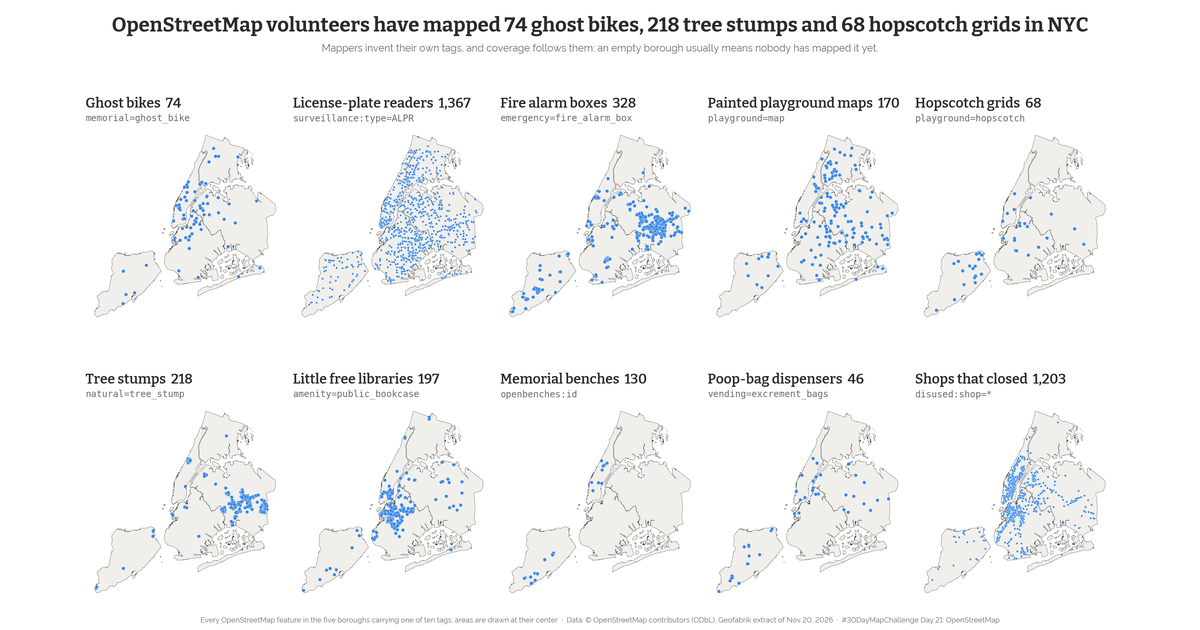 OpenStreetMap volunteers have mapped 74 ghost bikes, 218 tree stumps and 68 hopscotch grids in NYC
Mappers invent their own tags, and coverage follows them: an empty borough usually means nobody has mapped it yet.
Ghost bikes 74
memorial=ghost_bike
License-plate readers 1,367
surveillance:type=ALPR
Fire alarm boxes 328
emergency=fire_alarm_box
Painted playground maps 170
playground=map
Hopscotch grids 68
playground=hopscotch
Tree stumps 218
natural=tree_stump
Little free libraries 197
amenity=public_bookcase
Memorial benches 130
openbenches:id
Poop-bag dispensers 46
vending=excrement_bags
Shops that closed 1,203
disused:shop=*
Every OpenStreetMap feature in the five boroughs carrying one of ten tags; areas are drawn at their center · Data: © OpenStreetMap contributors (ODbL), Geofabrik extract of Nov 20, 2026 · #30DayMapChallenge Day 21: OpenStreetMap